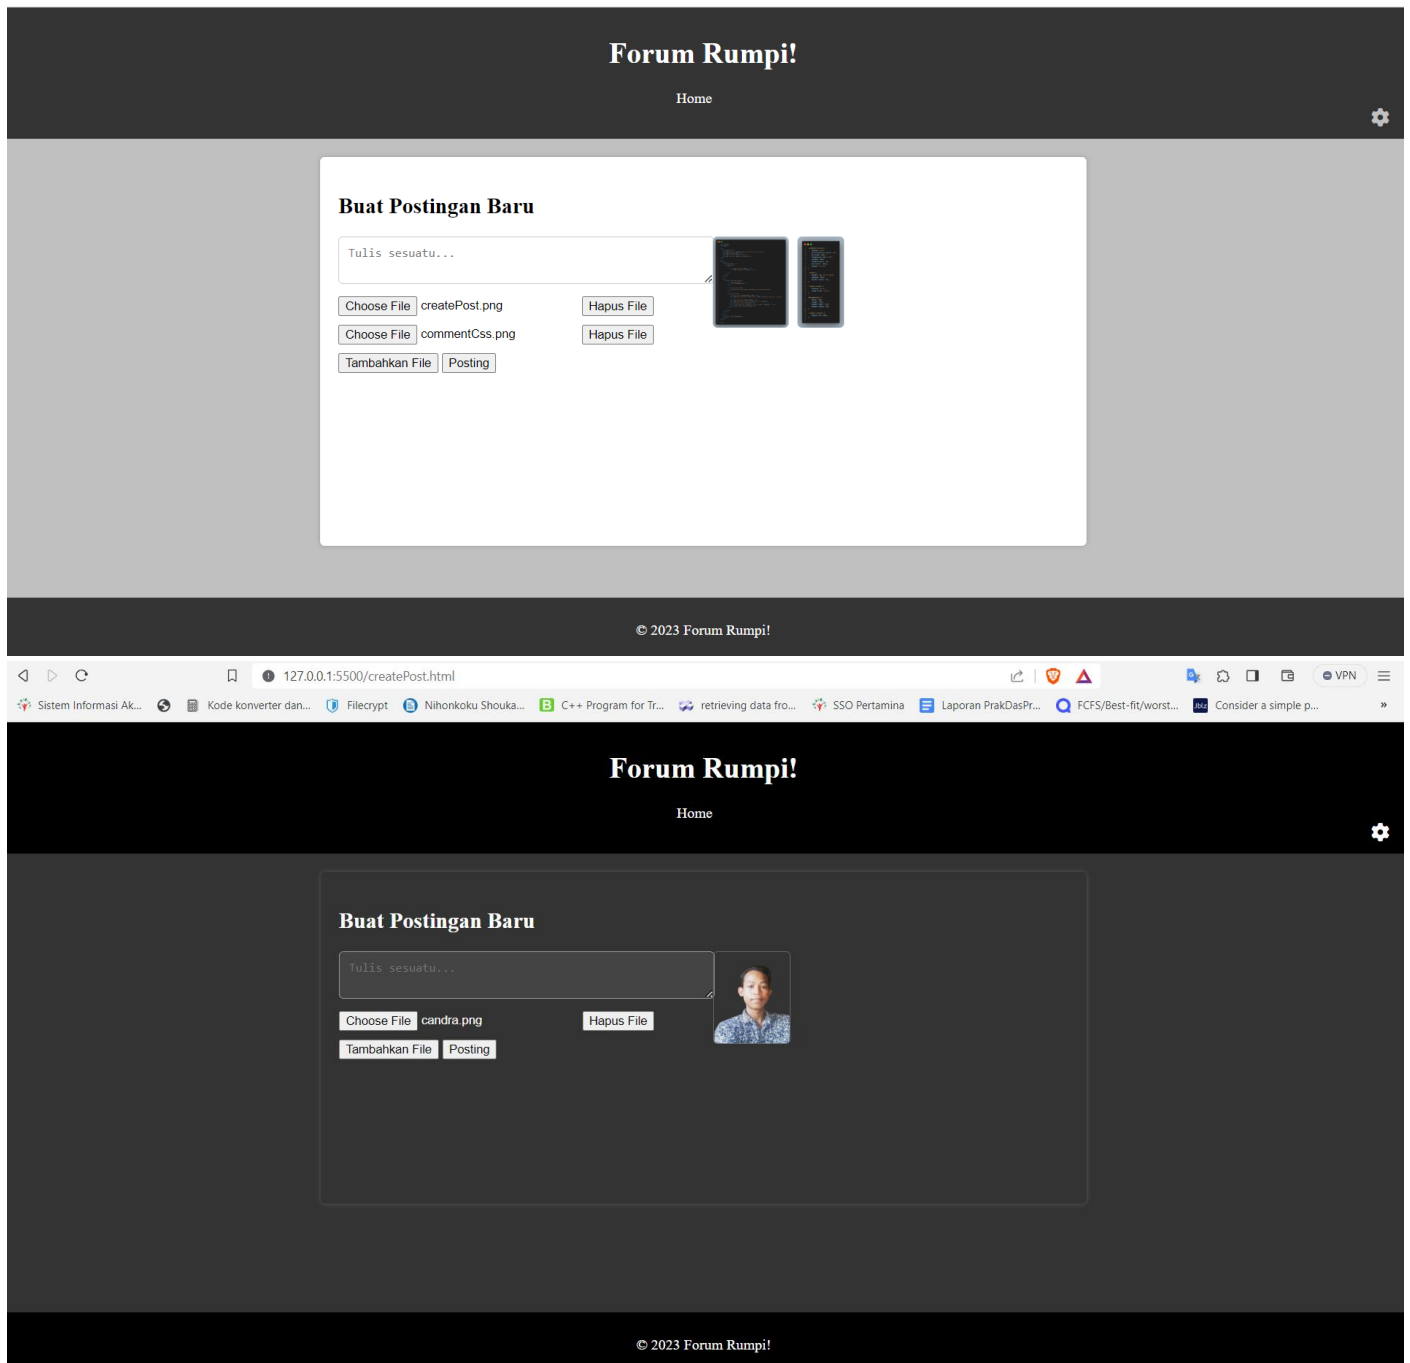 Forum Rumpi!
Home
Buat Postingan Baru
Tulis sesuatu...
Choose File createPost.png Hapus File
Choose File commentCss.png Hapus File
Tambahkan File Posting
© 2023 Forum Rumpi!
127.0.0.1:5500/createPost.html
VPN
Sistem Informasi Ak... Kode konverter dan... Filecrypt Nihonkoku Shouka... C++ Program for Tr... retrieving data fro... SSO Pertamina Laporan PrakDasPr... FCFS/Best-fit/worst... Consider a simple p... »
Forum Rumpi!
Home
Buat Postingan Baru
Tulis sesuatu...
Choose File candra.png Hapus File
Tambahkan File Posting
© 2023 Forum Rumpi!